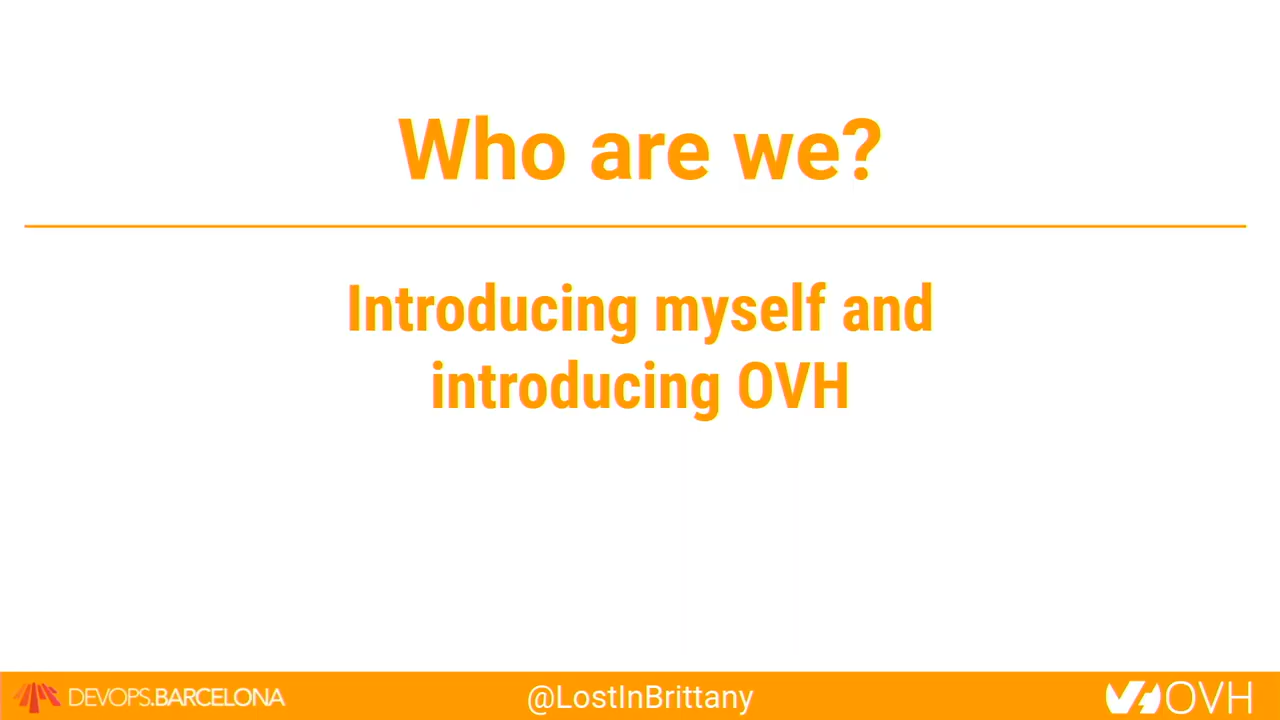 Who are we?
Introducing myself and
introducing OVH
DEVOPS.BARCELONA
@LostInBrittany
OVH